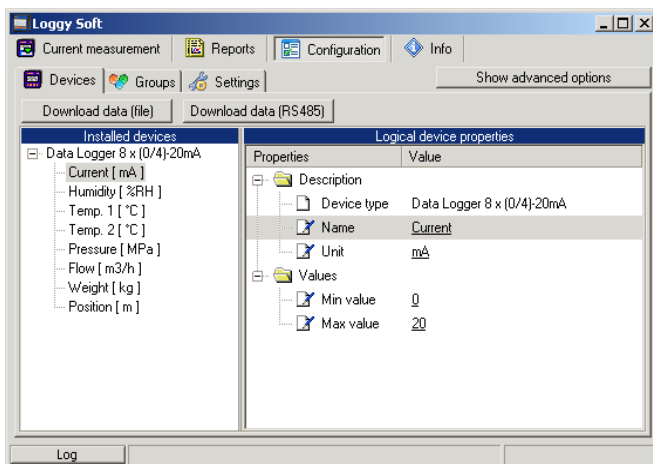 Loggy Soft
Current measurement Reports Configuration Info
Devices Groups Settings Show advanced options
Download data (file) Download data (RS485)
Installed devices
Data Logger 8 x (0/4)-20mA
Current [ mA ]
Humidity [ %RH ]
Temp. 1 [ °C ]
Temp. 2 [ °C ]
Pressure [ MPa ]
Flow [ m3/h ]
Weight [ kg ]
Position [ m ]
Logical device properties
Properties Value
Description
Device type Data Logger 8 x (0/4)-20mA
Name Current
Unit mA
Values
Min value 0
Max value 20
Log